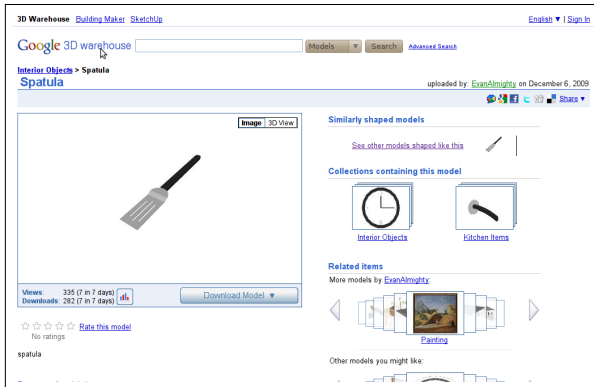 3D Warehouse Building Maker SketchUp English ▼ | Sign In
Google 3D warehouse Models ▼ Search Advanced Search
Interior Objects > Spatula
Spatula uploaded by: EvanAlmighty on December 6, 2009
Share ▼
Image 3D View
Similarly shaped models
See other models shaped like this
Collections containing this model
Interior Objects Kitchen Items
Related items
More models by EvanAlmighty:
Painting
Views: 335 (7 in 7 days)
Downloads: 282 (7 in 7 days)
Download Model ▼
Rate this model
No ratings
spatula
Other models you might like: